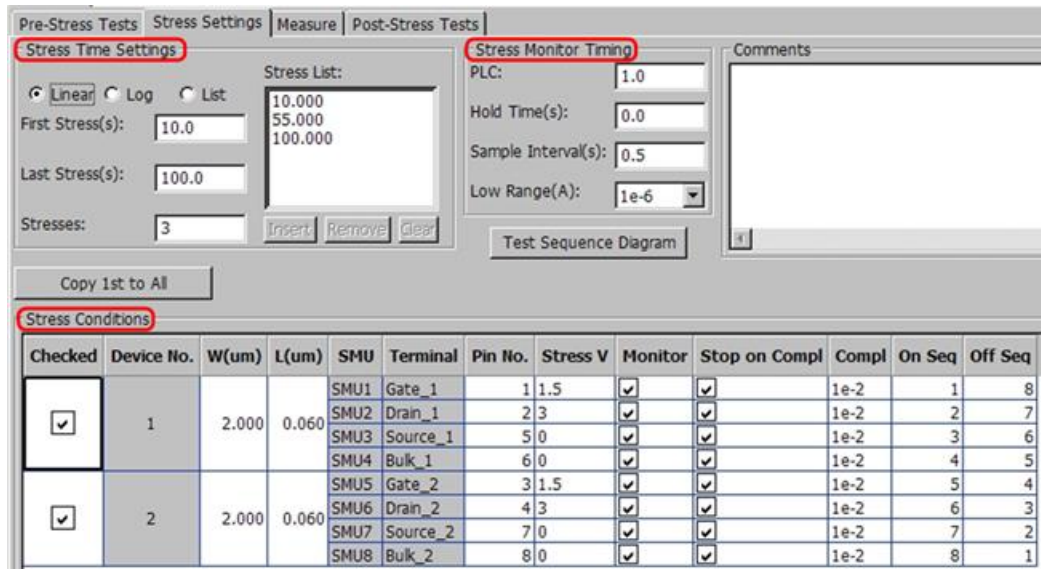 Pre-Stress Tests Stress Settings Measure Post-Stress Tests
Stress Time Settings
Linear Log List
First Stress(s): 10.0
Last Stress(s): 100.0
Stresses: 3
Stress List:
10.000
55.000
100.000
Insert Remove Clear
Stress Monitor Timing
PLC: 1.0
Hold Time(s): 0.0
Sample Interval(s): 0.5
Low Range(A): 1e-6
Test Sequence Diagram
Comments
Copy 1st to All
Stress Conditions
Checked Device No. W(um) L(um) SMU Terminal Pin No. Stress V Monitor Stop on Compl Compl On Seq Off Seq
1 2.000 0.060
SMU1 Gate_1 1 1.5 1e-2 1 8
SMU2 Drain_1 2 3 1e-2 2 7
SMU3 Source_1 5 0 1e-2 3 6
SMU4 Bulk_1 6 0 1e-2 4 5
2 2.000 0.060
SMU5 Gate_2 3 1.5 1e-2 5 4
SMU6 Drain_2 4 3 1e-2 6 3
SMU7 Source_2 7 0 1e-2 7 2
SMU8 Bulk_2 8 0 1e-2 8 1